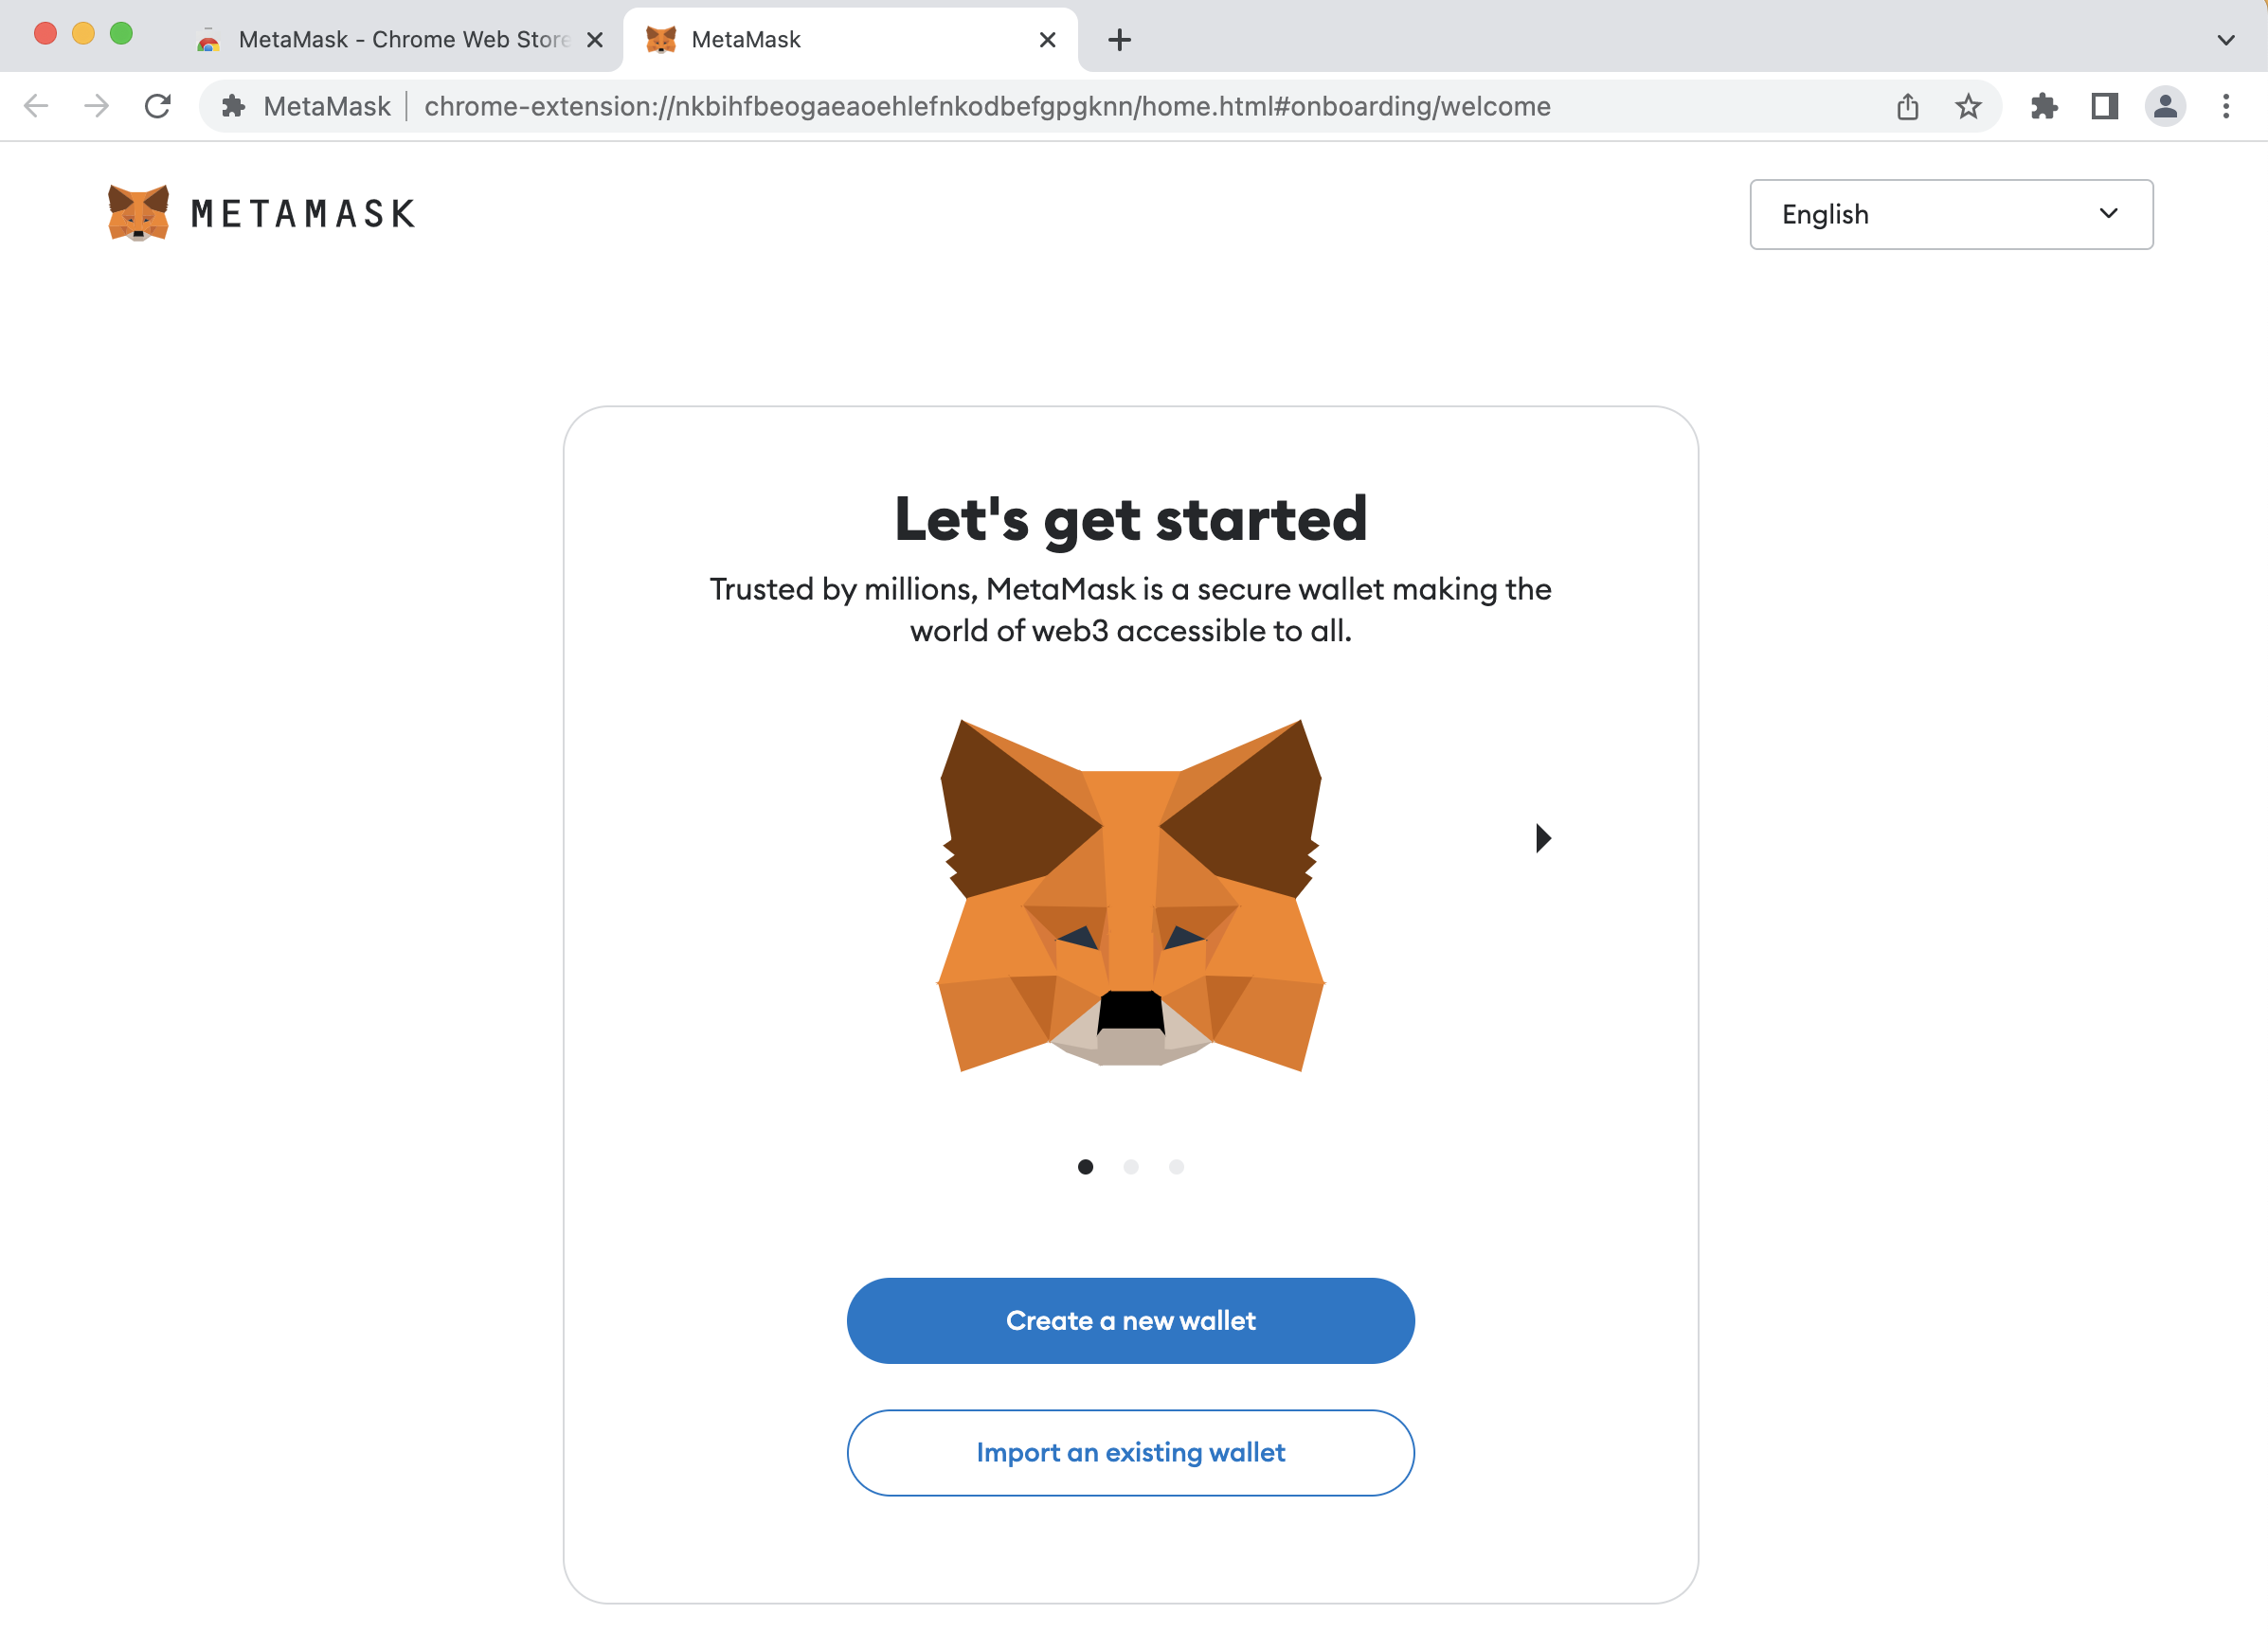 MetaMask - Chrome Web Store
MetaMask
MetaMask
chrome-extension://nkbihfbeogaeaoehlefnkodbefgpgknn/home.html#onboarding/welcome
METAMASK
English
Let's get started
Trusted by millions, MetaMask is a secure wallet making the
world of web3 accessible to all.
Create a new wallet
Import an existing wallet